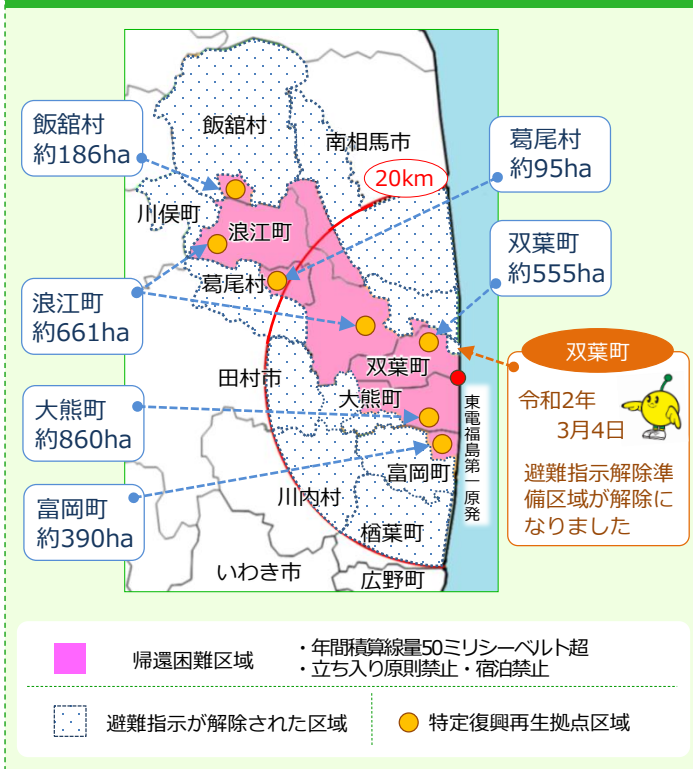 飯舘村
約186ha
飯舘村
南相馬市
葛尾村
約95ha
20km
川俣町
浪江町
双葉町
約555ha
葛尾村
浪江町
約661ha
双葉町
田村市
大熊町
大熊町
約860ha
双葉町
令和2年
3月4日
避難指示解除準
備区域が解除に
なりました
東電福島第一原発
富岡町
富岡町
約390ha
川内村
楢葉町
いわき市
広野町
帰還困難区域
・年間積算線量50ミリシーベルト超
・立ち入り原則禁止・宿泊禁止
避難指示が解除された区域
特定復興再生拠点区域